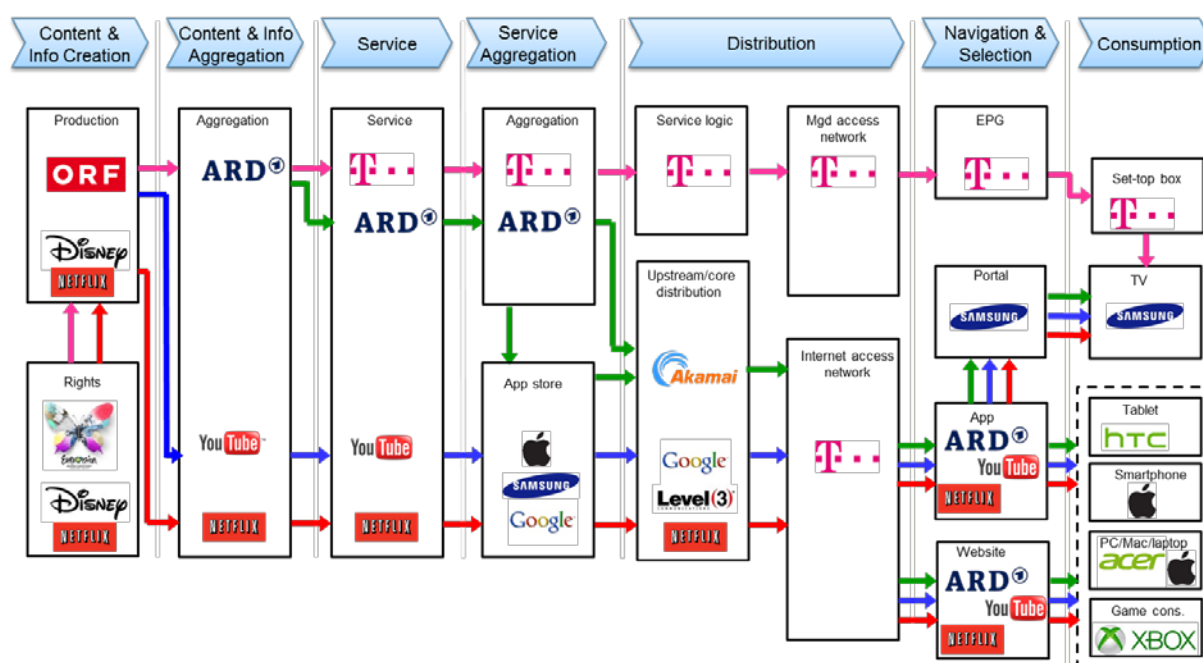 Content &
Info Creation
Content & Info
Aggregation
Service
Service
Aggregation
Distribution
Navigation &
Selection
Consumption
Production
ORF
Disney
NETFLIX
Rights
EUROVISION
Disney
NETFLIX
Aggregation
ARD
YouTube
NETFLIX
Service
T
ARD
YouTube
NETFLIX
Aggregation
T
ARD
App store
SAMSUNG
Google
Service logic
T
Upstream/core
distribution
Akamai
Google
Level(3)
COMMUNICATIONS
NETFLIX
Mgd access
network
T
Internet access
network
T
EPG
T
Portal
SAMSUNG
App
ARD
YouTube
NETFLIX
Website
ARD
YouTube
NETFLIX
Set-top box
T
TV
SAMSUNG
Tablet
hTC
Smartphone
PC/Mac/laptop
acer
Game cons.
XBOX